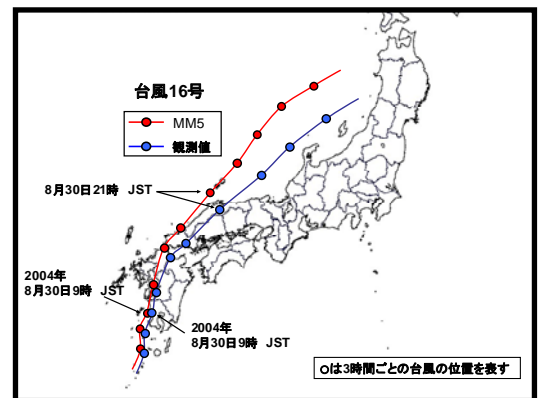 台風16号
MM5
観測値
8月30日21時 JST
2004年
8月30日9時 JST
2004年
8月30日9時 JST
○は3時間ごとの台風の位置を表す